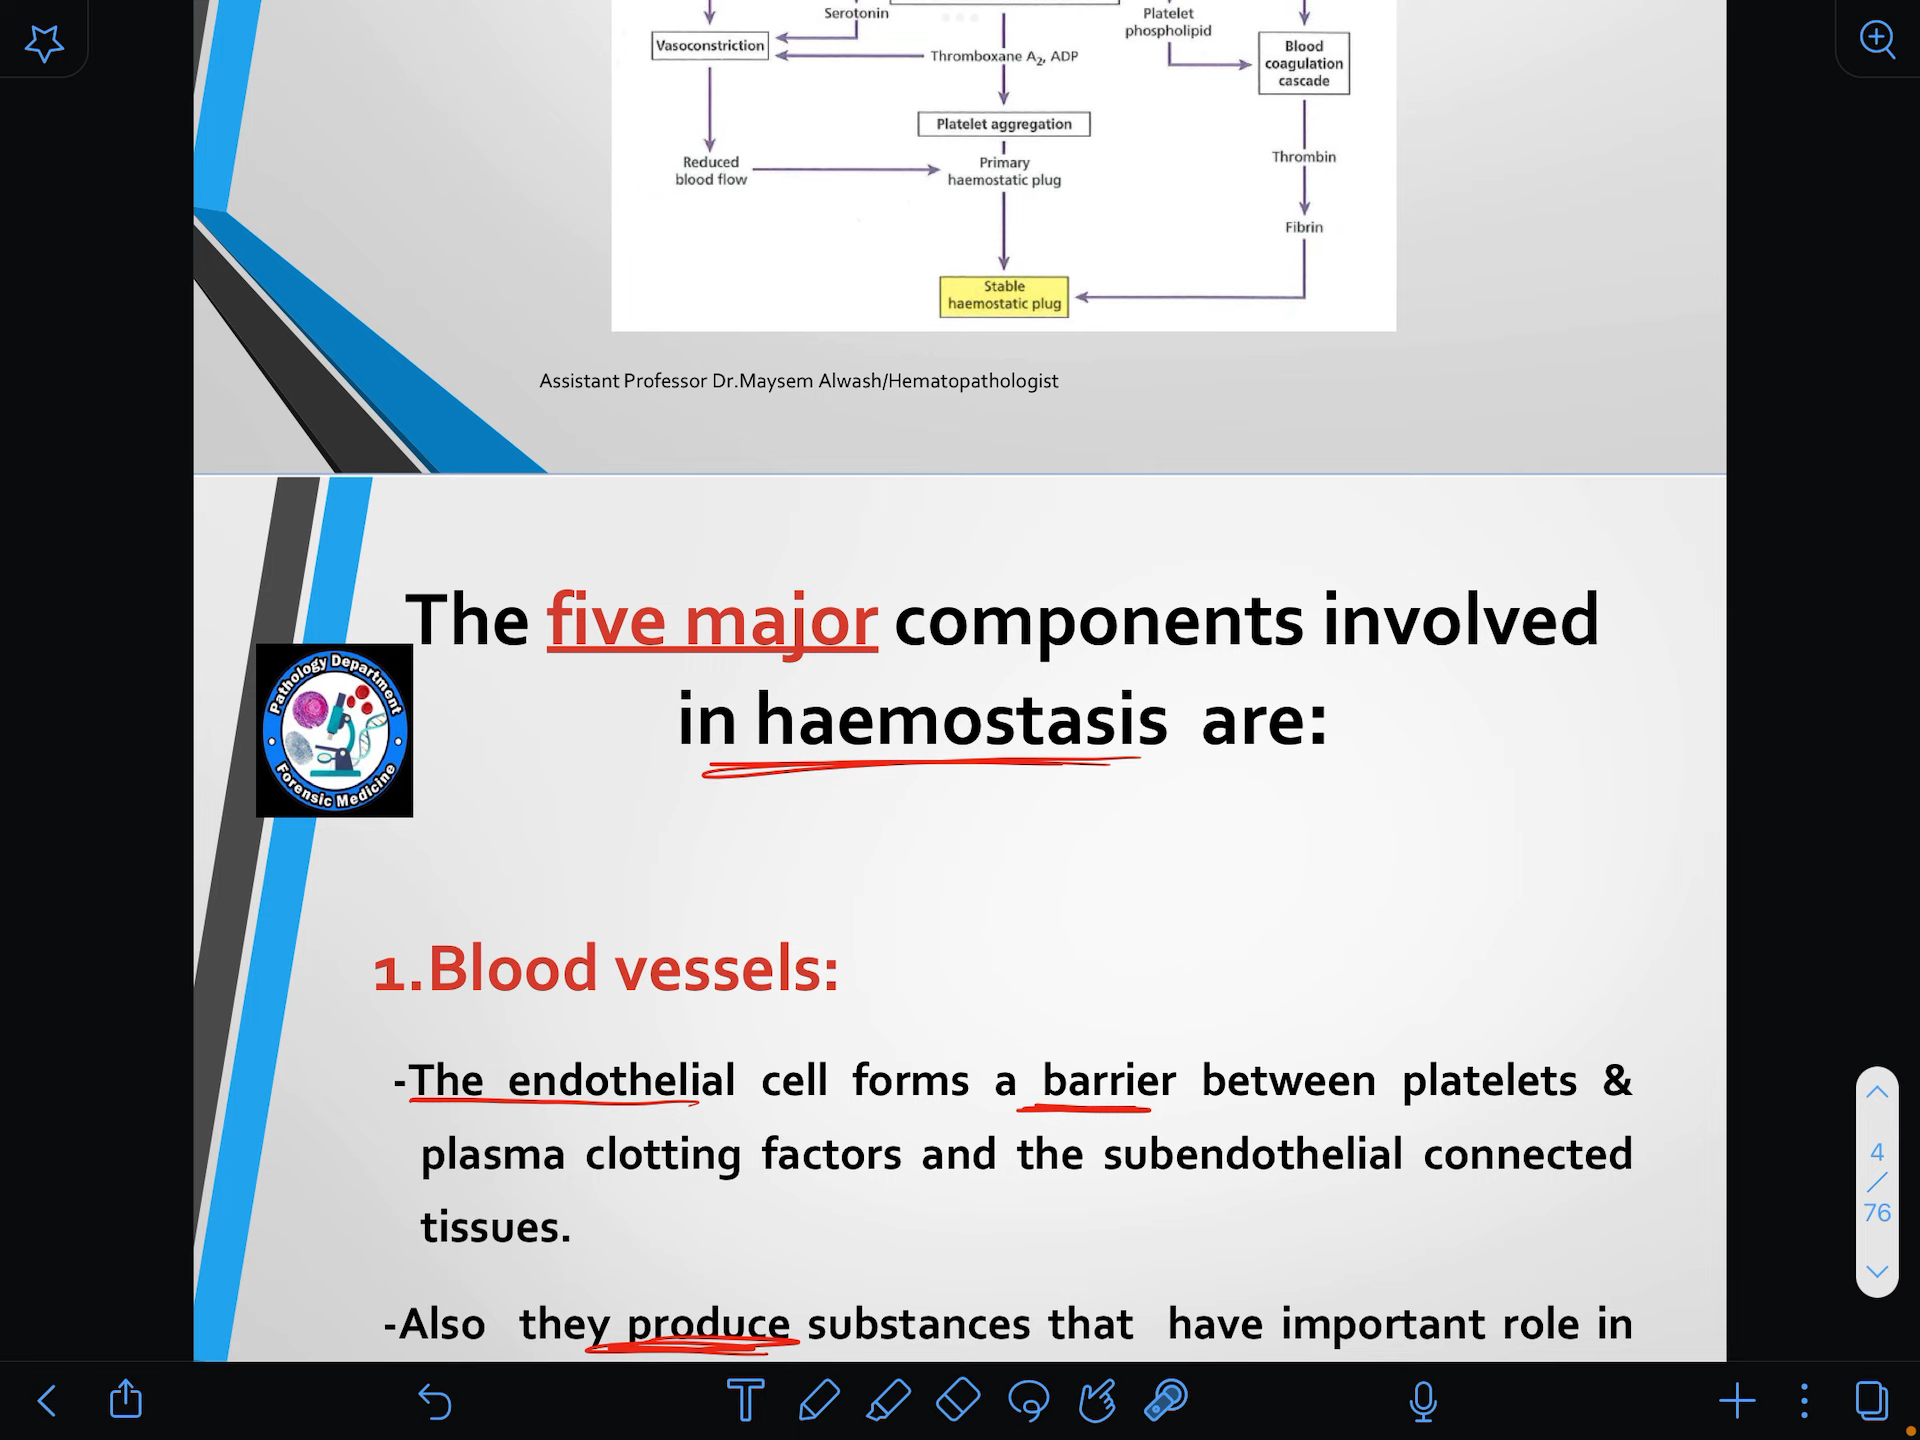 Serotonin
Platelet
phospholipid
Vasoconstriction
Thromboxane A2, ADP
Blood
coagulation
cascade
Platelet aggregation
Reduced
blood flow
Primary
haemostatic plug
Thrombin
Fibrin
Stable
haemostatic plug
Assistant Professor Dr.Maysem Alwash/Hematopathologist
The five major components involved
in haemostasis are:
Pathology Department
Forensic Medicine
1.Blood vessels:
-The endothelial cell forms a barrier between platelets &
plasma clotting factors and the subendothelial connected
tissues.
-Also they produce substances that have important role in
4
/
76
T